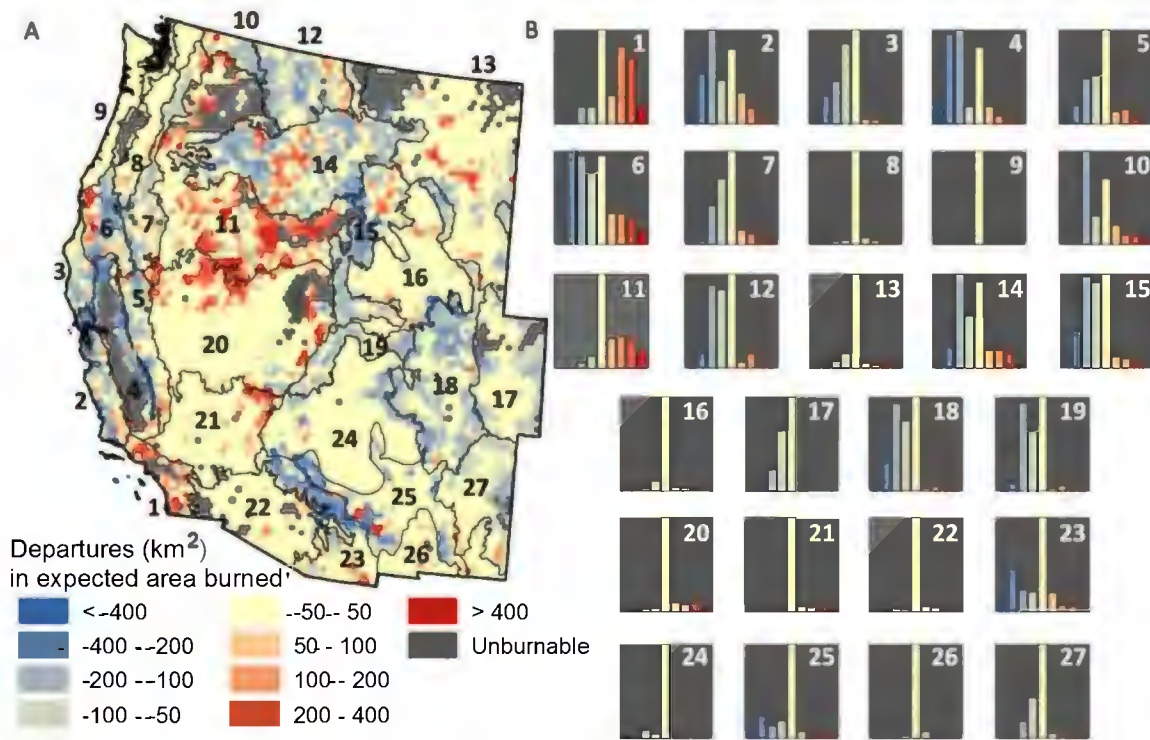 A
10
12
13
9
8
14
7
11
6
15
3
5
16
20
19
18
17
2
4
21
24
1
22
25
27
23
26
Departures (km²)
in expected area burned
< -400
-400 --200
-200 --100
-100 --50
--50-- 50
50 - 100
100-- 200
200 - 400
> 400
Unburnable
B
1 2 3 4 5
6 7 8 9 10
11 12 13 14 15
16 17 18 19
20 21 22 23
24 25 26 27